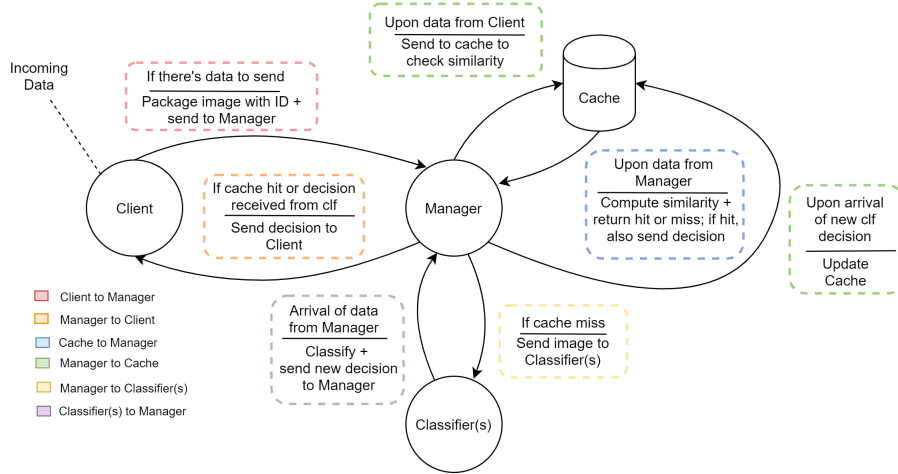 Upon data from Client
Send to cache to
check similarity
Incoming
Data
If there's data to send
Package image with ID +
send to Manager
Cache
Client
If cache hit or decision
received from clf
Send decision to
Client
Manager
Upon data from
Manager
Compute similarity +
return hit or miss; if hit,
also send decision
Upon arrival
of new clf
decision
Update
Cache
Client to Manager
Manager to Client
Cache to Manager
Manager to Cache
Manager to Classifier(s)
Classifier(s) to Manager
Arrival of data
from Manager
Classify +
send new decision
to Manager
If cache miss
Send image to
Classifier(s)
Classifier(s)